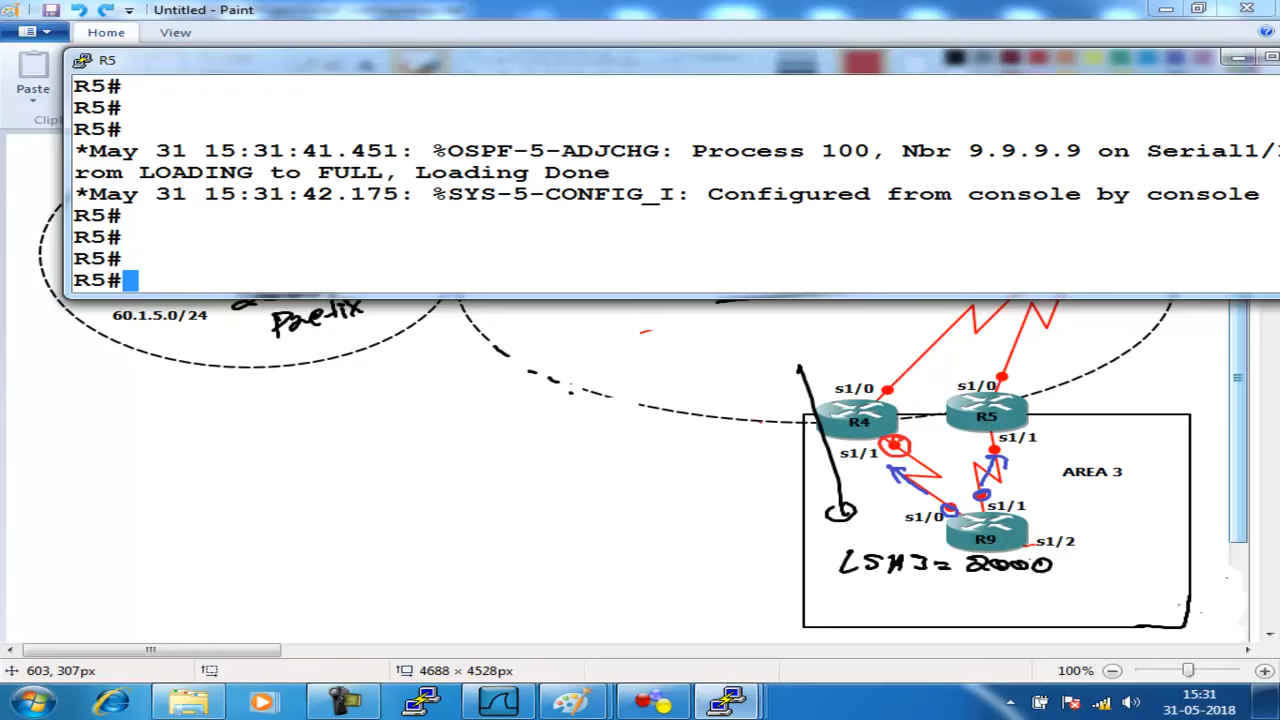 Untitled - Paint
Home
View
R5
Paste
R5#
R5#
R5#
*May 31 15:31:41.451: %OSPF-5-ADJCHG: Process 100, Nbr 9.9.9.9 on Serial1/
rom LOADING to FULL, Loading Done
*May 31 15:31:42.175: %SYS-5-CONFIG_I: Configured from console by console
R5#
R5#
R5#
R5#
60.1.5.0/24
Prefix
s1/0
s1/0
R4
R5
s1/1
s1/1
AREA 3
s1/0
s1/1
R9
s1/2
LSA3= 2000
603, 307px
4688 × 4528px
100%
15:31
31-05-2018